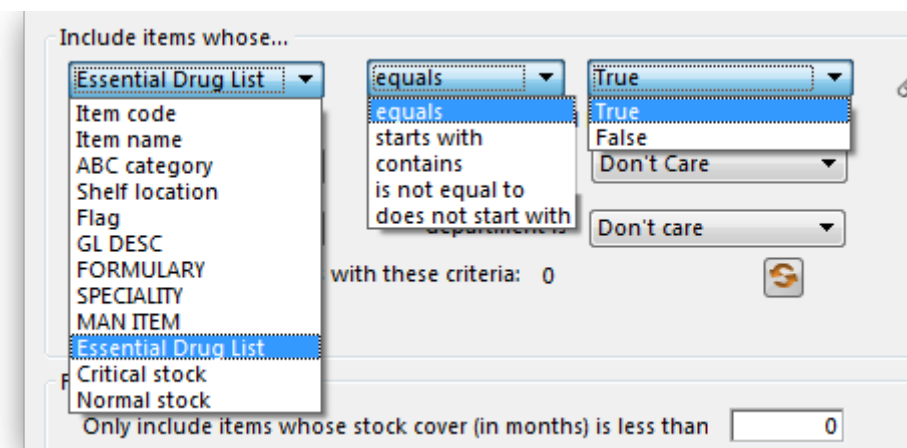 Include items whose...
Essential Drug List equals True
Item code
Item name
ABC category
Shelf location
Flag
GL DESC
FORMULARY
SPECIALITY
MAN ITEM
Essential Drug List
Critical stock
Normal stock
equals
starts with
contains
is not equal to
does not start with
True
False
Don't Care
department is Don't care
with these criteria: 0
Only include items whose stock cover (in months) is less than 0